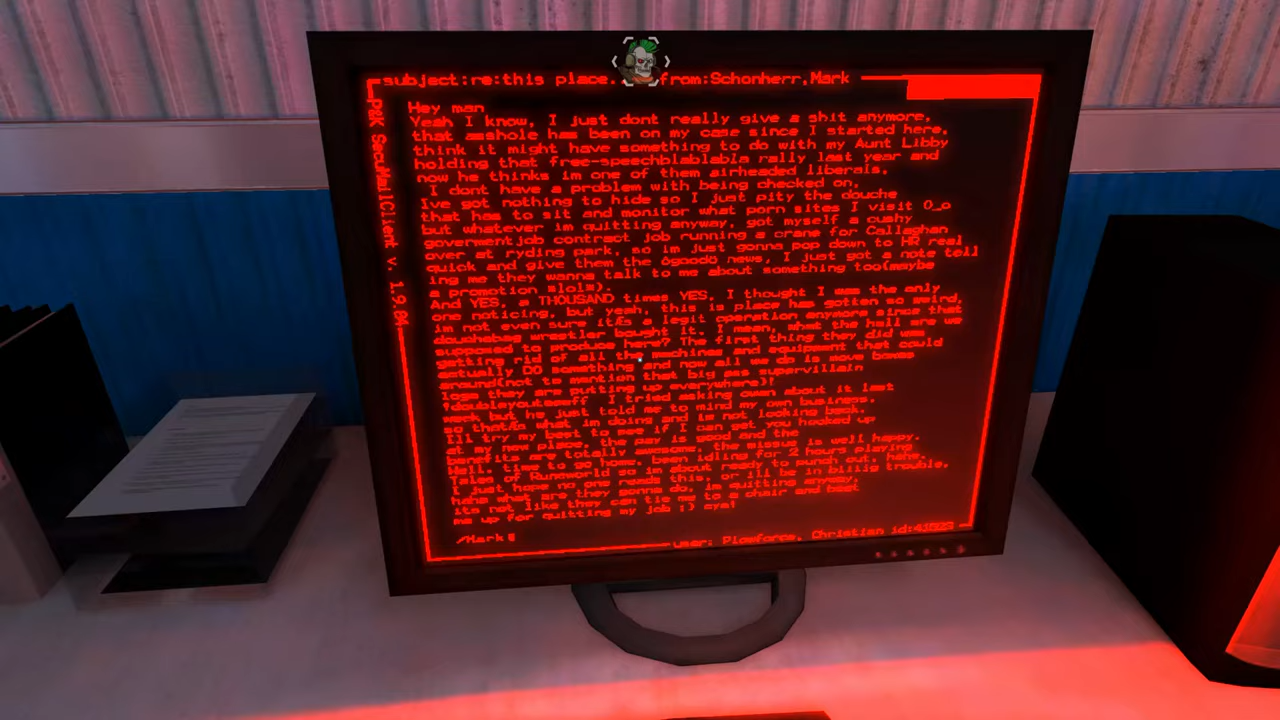 subject:re:this place. from:Schonherr,Mark
P&K SecuMailClient v. 1.9.84
Hey man
Yeah I know, I just dont really give a shit anymore,
that asshole has been on my case since I started here,
think it might have something to do with my Aunt Libby
holding that free-speechblablabla rally last year and
now he thinks im one of them airheaded liberals.
I dont have a problem with being checked on,
Ive got nothing to hide so I just pity the douche
that has to sit and monitor what porn sites I visit O_o
but whatever im quitting anyway, got myself a cushy
govermentjob contract job running a crane for Callaghan
over at ryding park, so im just gonna pop down to HR real
quick and give them the ôgoodö news, I just got a note tell
ing me they wanna talk to me about something too(maybe
a promotion *lol*).
And YES, a THOUSAND times YES, I thought I was the only
one noticing, but yeah, this is place has gotten so weird,
im not even sure itÆs a legit operation anymore since that
douchebag wrestler bought it. I mean, what the hell are we
supposed to produce here? The first thing they did was
getting rid of all the machines and equipment that could
actually DO something and now all we do is move boxes
around(not to mention that big ass supervillain
logo they are putting up everywhere)!
I tried asking owen about it last
week but he just told me to mind my own business,
so thatÆs what im doing and is not looking back.
Ill try my best to see if I can get you hooked up
at my new place, the pay is good and the
benefits are totally awesome, the missus is well happy.
Well, time to go home, been idling for 2 hours playing
Tales of Runeworld so im about ready to punch out, hehe.
I just hope no one reads this, or ill be in biiiig trouble,
haha what are they gonna do, im quitting anyway,
its not like they can tie me to a chair and beat
me up for quitting my job :) cya!
/Mark
user: Plowforce, Christian id:41523